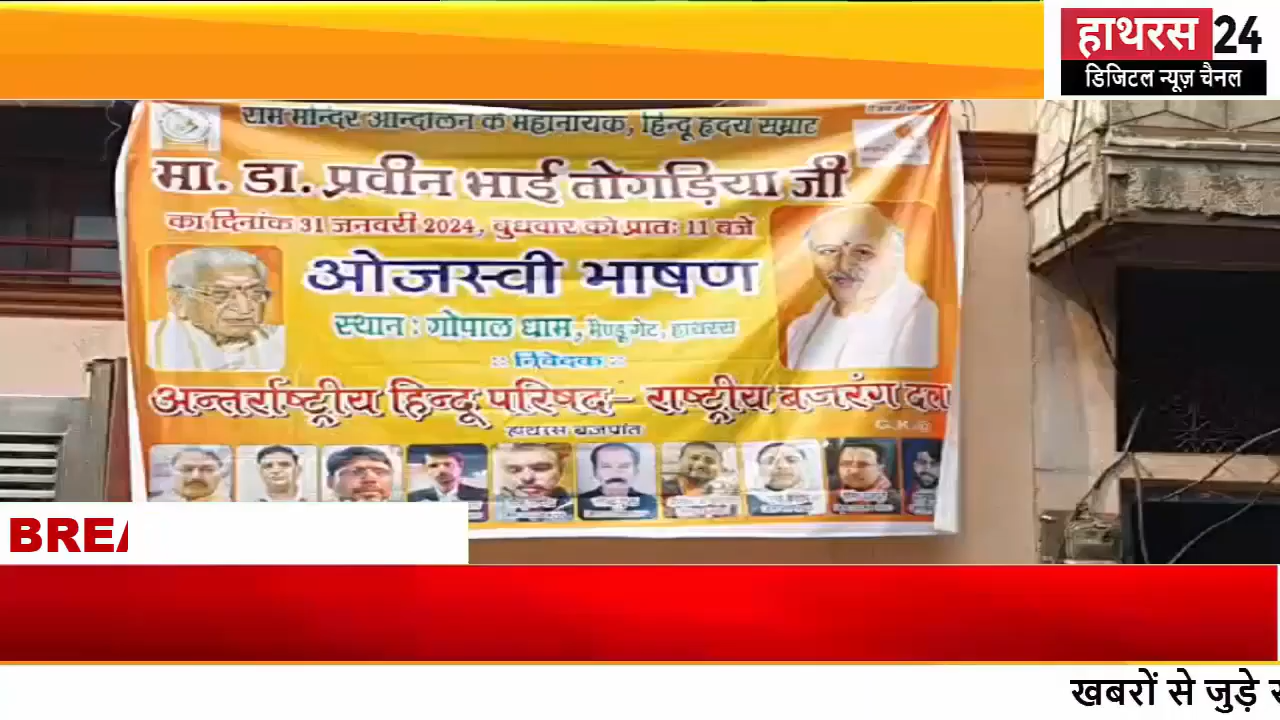 हाथरस 24
डिजिटल न्यूज़ चैनल
राम मन्दिर आन्दोलन के महानायक, हिन्दू हृदय सम्राट
मा. डा. प्रवीन भाई तोगड़िया जी
का दिनांक 31 जनवरी 2024, बुधवार को प्रातः 11 बजे
ओजस्वी भाषण
स्थान : गोपाल धाम, मैण्डू गेट, हाथरस
:: निवेदक ::
अन्तर्राष्ट्रीय हिन्दू परिषद - राष्ट्रीय बजरंग दल
हाथरस ब्रजप्रांत
G.K.
BREA
खबरों से जुड़े